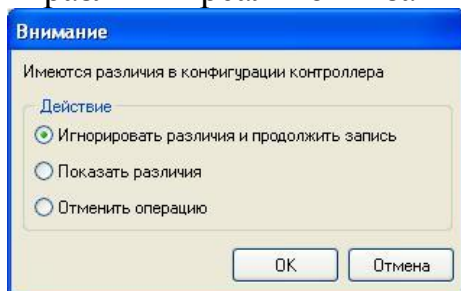 Внимание
Имеются различия в конфигурации контроллера
Действие
Игнорировать различия и продолжить запись
Показать различия
Отменить операцию
OK
Отмена